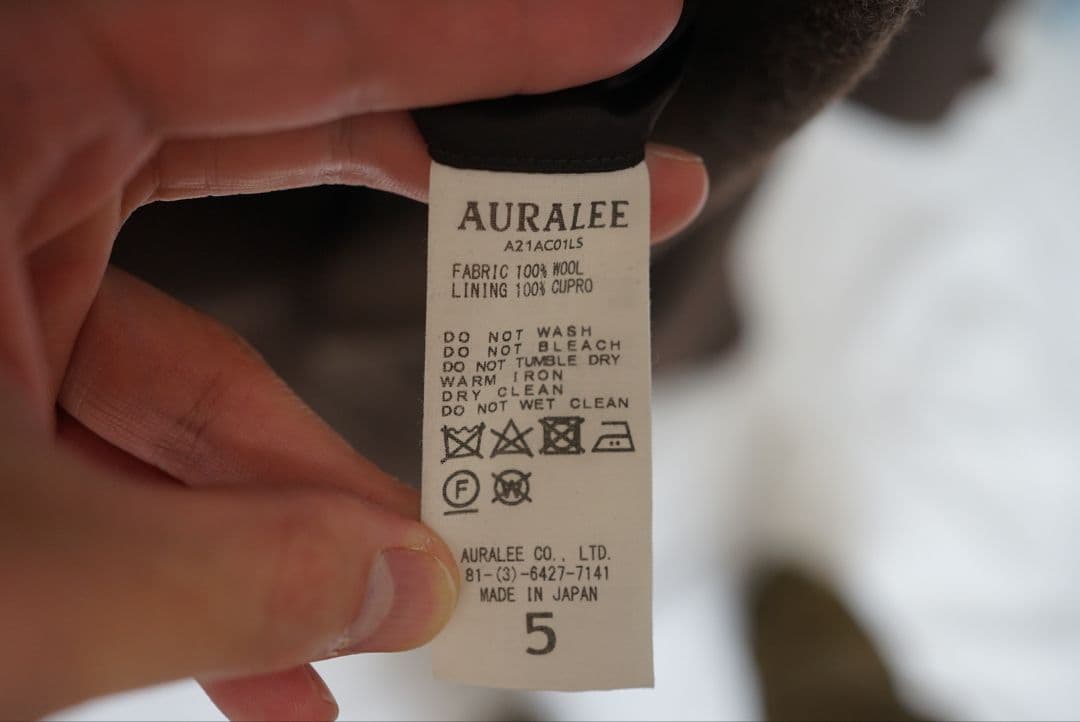 AURALEE
A21AC01LS
FABRIC 100% WOOL
LINING 100% CUPRO
DO NOT WASH
DO NOT BLEACH
DO NOT TUMBLE DRY
WARM IRON
DRY CLEAN
DO NOT WET CLEAN
F W
AURALEE CO., LTD.
81-(3)-6427-7141
MADE IN JAPAN
5